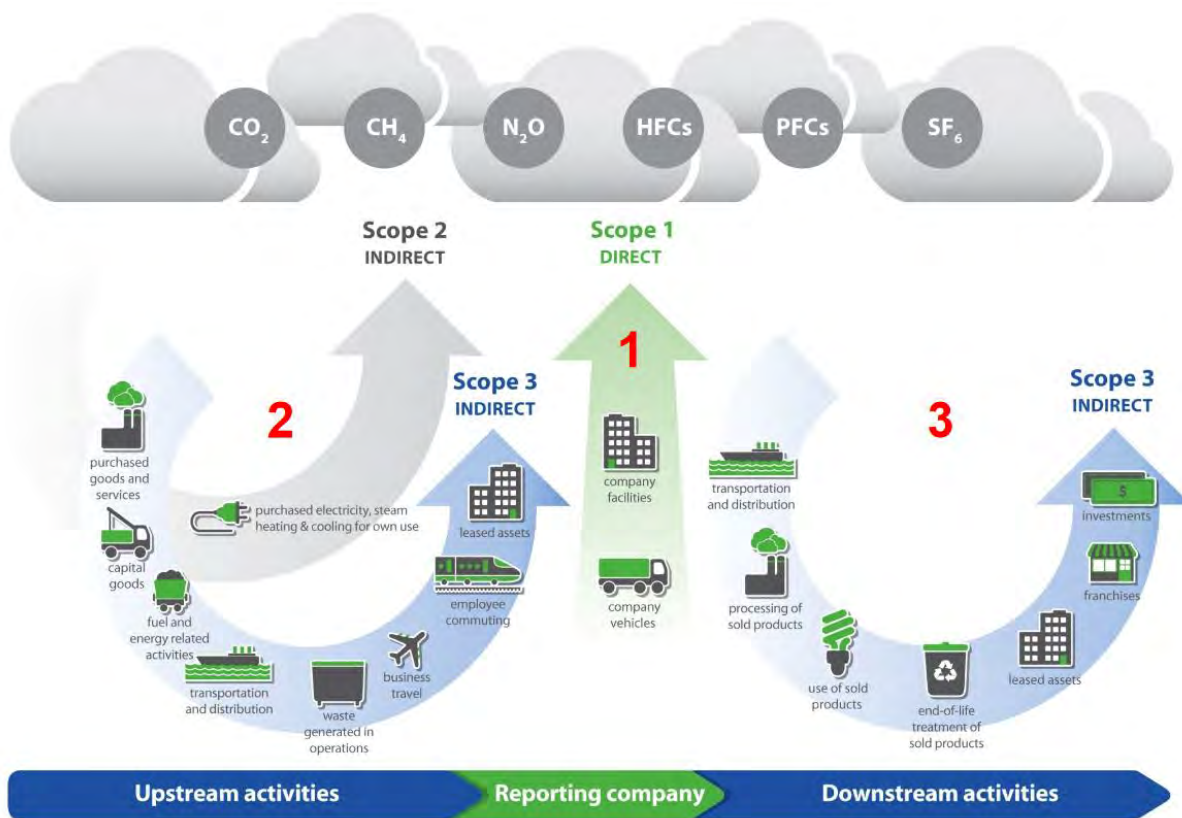 CO2
CH4
N2O
HFCs
PFCs
SF6
Scope 2
INDIRECT
Scope 1
DIRECT
Scope 3
INDIRECT
Scope 3
INDIRECT
1
2
3
purchased
goods and
services
capital
goods
fuel and
energy related
activities
purchased electricity, steam
heating & cooling for own use
transportation
and distribution
waste
generated in
operations
business
travel
employee
commuting
leased assets
company
facilities
company
vehicles
transportation
and distribution
processing of
sold products
use of sold
products
end-of-life
treatment of
sold products
leased assets
franchises
$
investments
Upstream activities
Reporting company
Downstream activities